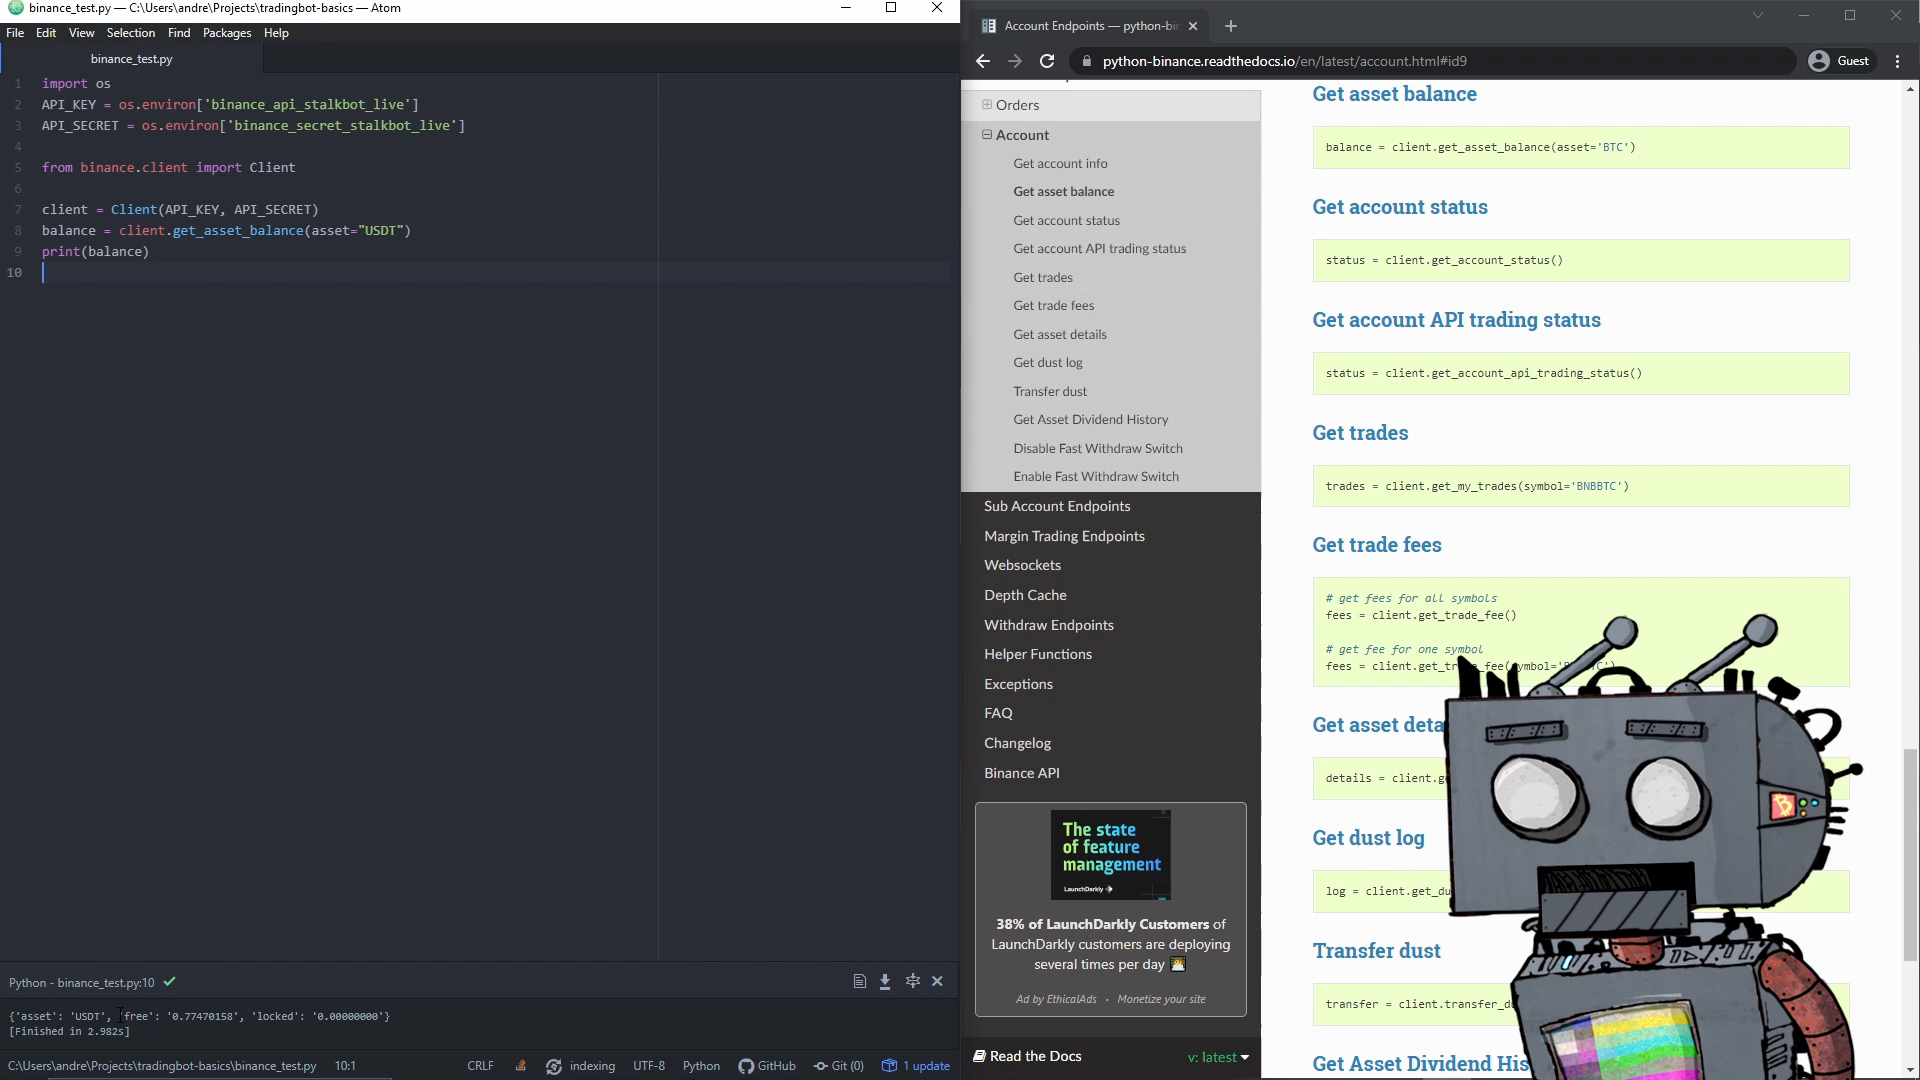 binance_test.py — C:\Users\andre\Projects\tradingbot-basics — Atom
File Edit View Selection Find Packages Help
binance_test.py
1 import os
2 API_KEY = os.environ['binance_api_stalkbot_live']
3 API_SECRET = os.environ['binance_secret_stalkbot_live']
4
5 from binance.client import Client
6
7 client = Client(API_KEY, API_SECRET)
8 balance = client.get_asset_balance(asset="USDT")
9 print(balance)
10
Python - binance_test.py:10
{'asset': 'USDT', 'free': '0.77470158', 'locked': '0.00000000'}
[Finished in 2.982s]
C:\Users\andre\Projects\tradingbot-basics\binance_test.py 10:1 CRLF indexing UTF-8 Python GitHub Git (0) 1 update
Account Endpoints — python-bi
python-binance.readthedocs.io/en/latest/account.html#id9
Guest
Orders
Account
Get account info
Get asset balance
Get account status
Get account API trading status
Get trades
Get trade fees
Get asset details
Get dust log
Transfer dust
Get Asset Dividend History
Disable Fast Withdraw Switch
Enable Fast Withdraw Switch
Sub Account Endpoints
Margin Trading Endpoints
Websockets
Depth Cache
Withdraw Endpoints
Helper Functions
Exceptions
FAQ
Changelog
Binance API
The state
of feature
management
LaunchDarkly
38% of LaunchDarkly Customers of
LaunchDarkly customers are deploying
several times per day
Ad by EthicalAds · Monetize your site
Read the Docs v: latest
Get asset balance
balance = client.get_asset_balance(asset='BTC')
Get account status
status = client.get_account_status()
Get account API trading status
status = client.get_account_api_trading_status()
Get trades
trades = client.get_my_trades(symbol='BNBBTC')
Get trade fees
# get fees for all symbols
fees = client.get_trade_fee()
# get fee for one symbol
fees = client.get_tr
Get asset deta
details = client.g
Get dust log
log = client.get_du
Transfer dust
transfer = client.transfer_d
Get Asset Dividend His